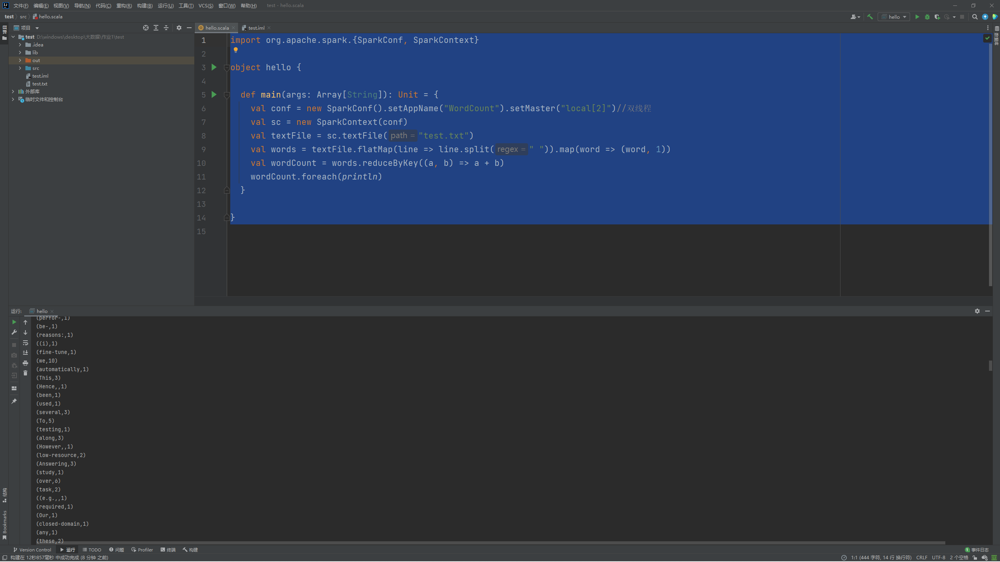 文件(F) 编辑(E) 视图(V) 导航(N) 代码(C) 重构(R) 构建(B) 运行(U) 工具(T) VCS(S) 窗口(W) 帮助(H) test - hello.scala
test src hello.scala
hello
项目
hello.scala
test.iml
项目
test D:\windows\desktop\大数据\作业1\test
.idea
lib
out
src
test.iml
test.txt
外部库
临时文件和控制台
数据库
1 import org.apache.spark.{SparkConf, SparkContext}
2
3 object hello {
4
5 def main(args: Array[String]): Unit = {
6 val conf = new SparkConf().setAppName("WordCount").setMaster("local[2]")//双线程
7 val sc = new SparkContext(conf)
8 val textFile = sc.textFile( path = "test.txt")
9 val words = textFile.flatMap(line => line.split( regex = " ")).map(word => (word, 1))
10 val wordCount = words.reduceByKey((a, b) => a + b)
11 wordCount.foreach(println)
12 }
13
14 }
15
运行: hello
(perfor-,1)
(be-,1)
(reasons:,1)
((i),1)
(fine-tune,1)
(we,10)
(automatically,1)
(This,3)
(Hence,,1)
(been,1)
(used,1)
(several,3)
(To,5)
(testing,1)
(along,3)
(However,,1)
(low-resource,2)
(Answering,3)
(study,1)
(over,6)
(task,2)
((e.g.,,1)
(required,1)
(Our,1)
(closed-domain,1)
(any,1)
(these,2)
结构
Bookmarks
Version Control 运行 TODO 问题 Profiler 终端 构建 1 事件日志
构建在 12秒857毫秒 中成功完成 (8 分钟 之前) 1:1 (444 字符, 14 行 换行符) CRLF UTF-8 2 个空格